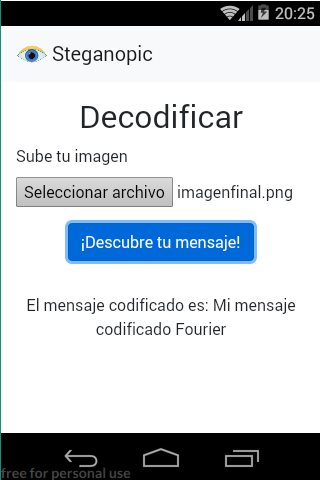 20:25
Steganopic
Decodificar
Sube tu imagen
Seleccionar archivo imagenfinal.png
¡Descubre tu mensaje!
El mensaje codificado es: Mi mensaje
codificado Fourier
free for personal use